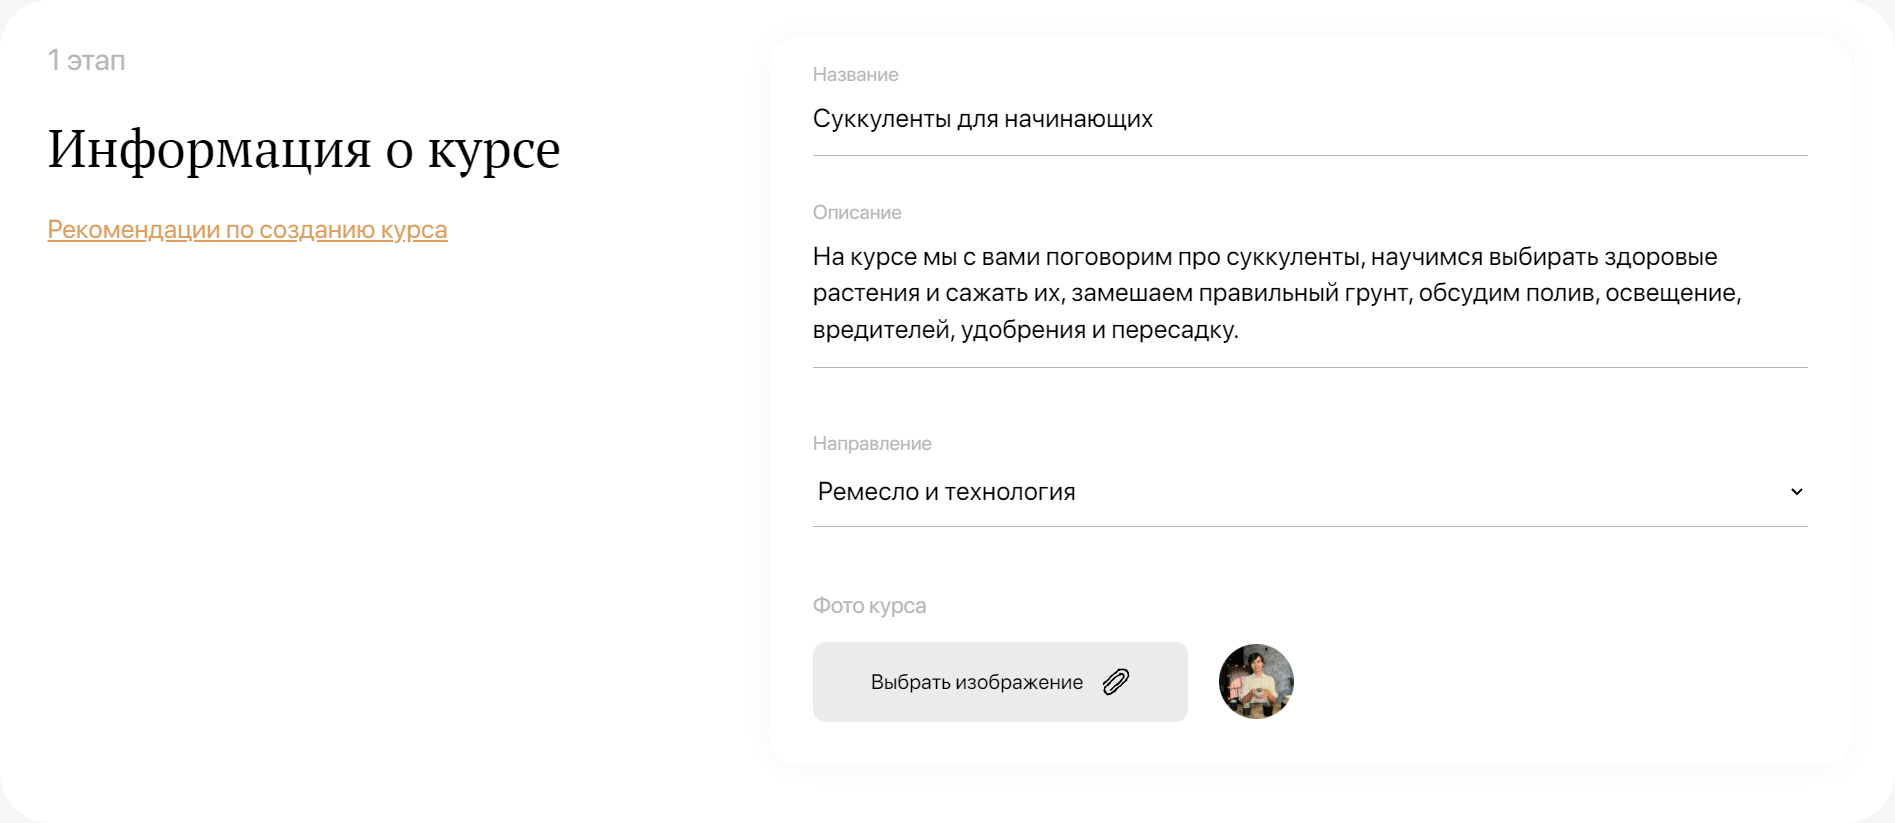 1 этап
Информация о курсе
Рекомендации по созданию курса
Название
Суккуленты для начинающих
Описание
На курсе мы с вами поговорим про суккуленты, научимся выбирать здоровые
растения и сажать их, замешаем правильный грунт, обсудим полив, освещение,
вредителей, удобрения и пересадку.
Направление
Ремесло и технология
Фото курса
Выбрать изображение